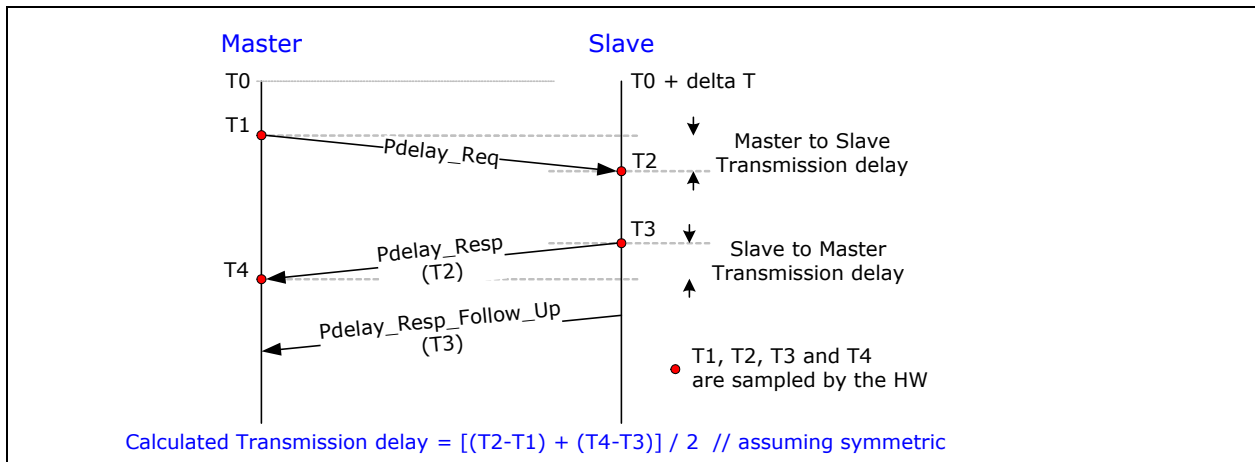 Master
Slave
T0
T0 + delta T
T1
Pdelay_Req
T2
Master to Slave
Transmission delay
T3
Pdelay_Resp
(T2)
T4
Slave to Master
Transmission delay
Pdelay_Resp_Follow_Up
(T3)
T1, T2, T3 and T4
are sampled by the HW
Calculated Transmission delay = [(T2-T1) + (T4-T3)] / 2 // assuming symmetric